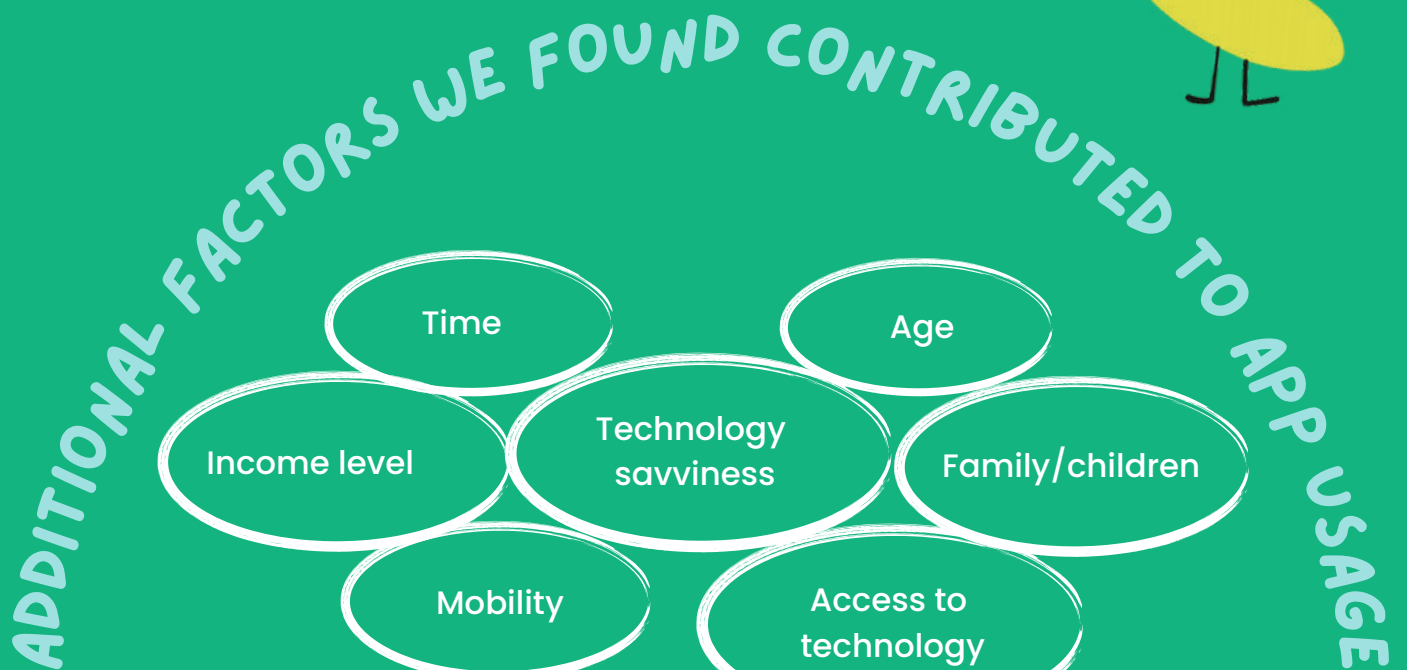 ADDITIONAL FACTORS WE FOUND CONTRIBUTED TO APP USAGE
Time
Age
Income level
Technology
savviness
Family/children
Mobility
Access to
technology